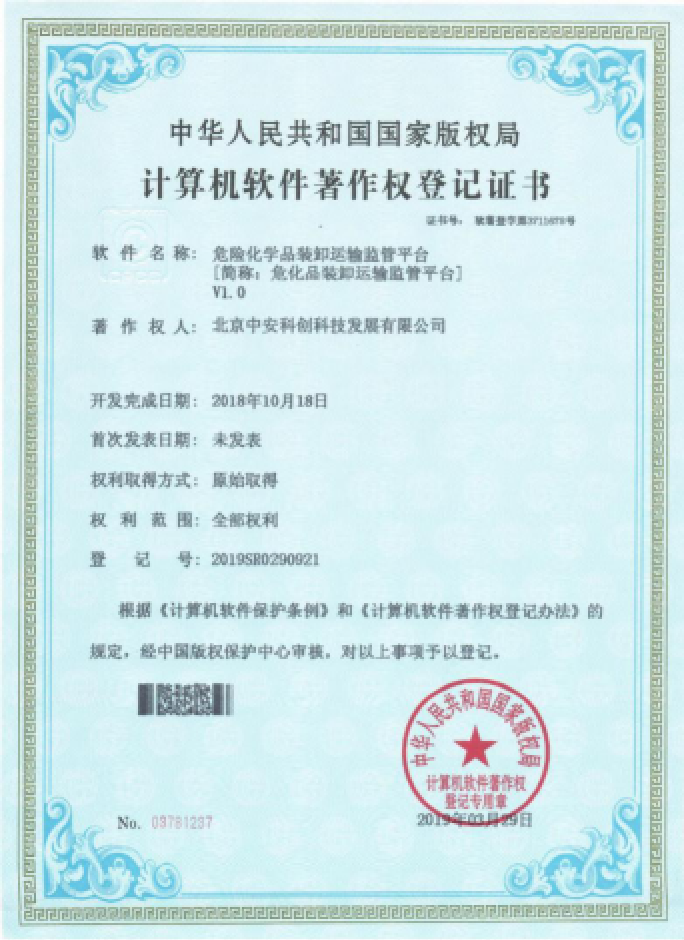 中华人民共和国国家版权局
计算机软件著作权登记证书
证书号： 软著登字第3711678号
软件名称： 危险化学品装卸运输监管平台
[简称：危化品装卸运输监管平台]
V1.0
著作权人： 北京中安科创科技发展有限公司
开发完成日期： 2018年10月18日
首次发表日期： 未发表
权利取得方式： 原始取得
权利范围： 全部权利
登记号： 2019SR0290921
根据《计算机软件保护条例》和《计算机软件著作权登记办法》的
规定，经中国版权保护中心审核，对以上事项予以登记。
中华人民共和国国家版权局
计算机软件著作权
登记专用章
No. 03781237
2019年03月29日